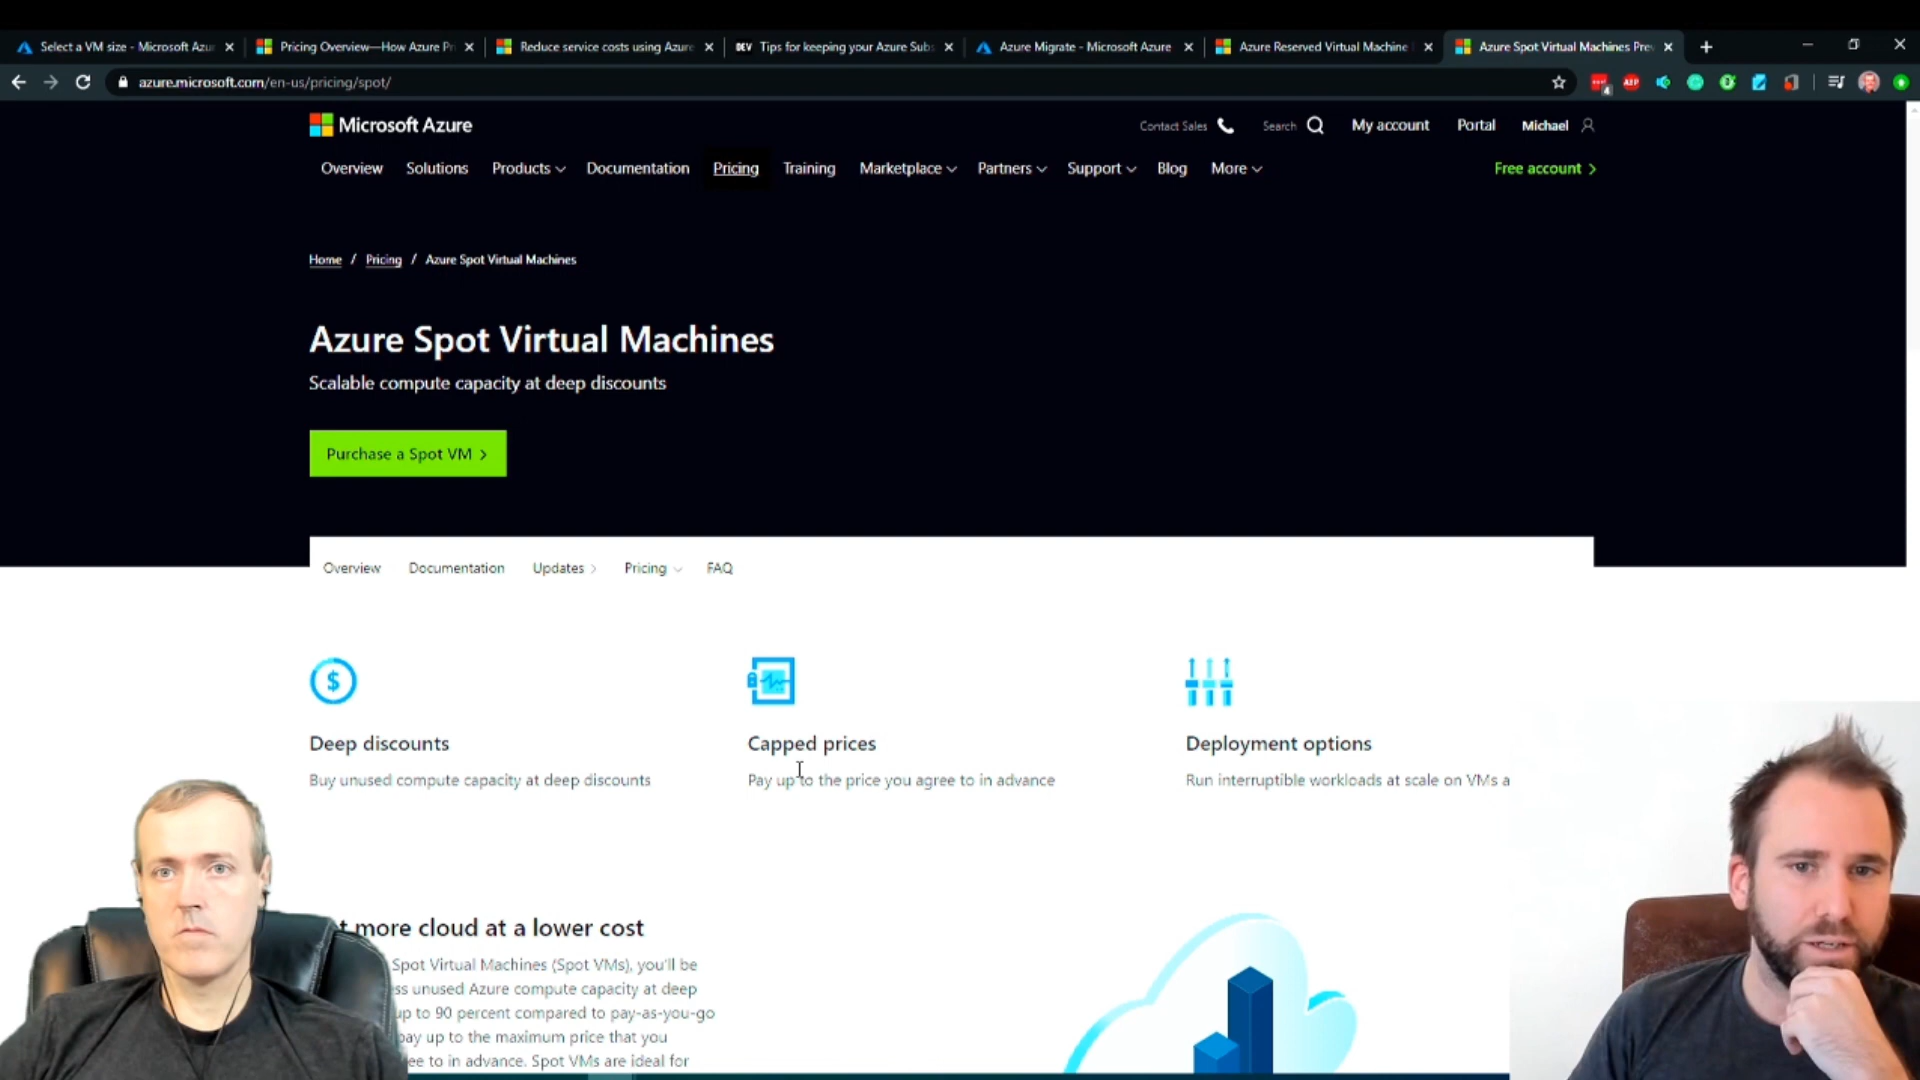 Select a VM size - Microsoft Azur
Pricing Overview—How Azure Pr
Reduce service costs using Azure
DEV Tips for keeping your Azure Subs
Azure Migrate - Microsoft Azure
Azure Reserved Virtual Machine
Azure Spot Virtual Machines Pre
azure.microsoft.com/en-us/pricing/spot/
4
ABP
Microsoft Azure
Contact Sales
Search
My account
Portal
Michael
Overview
Solutions
Products
Documentation
Pricing
Training
Marketplace
Partners
Support
Blog
More
Free account >
Home / Pricing / Azure Spot Virtual Machines
Azure Spot Virtual Machines
Scalable compute capacity at deep discounts
Purchase a Spot VM >
Overview
Documentation
Updates >
Pricing
FAQ
Deep discounts
Buy unused compute capacity at deep discounts
Capped prices
Pay up to the price you agree to in advance
Deployment options
Run interruptible workloads at scale on VMs a
t more cloud at a lower cost
Spot Virtual Machines (Spot VMs), you'll be
ss unused Azure compute capacity at deep
up to 90 percent compared to pay-as-you-go
pay up to the maximum price that you
ee to in advance. Spot VMs are ideal for